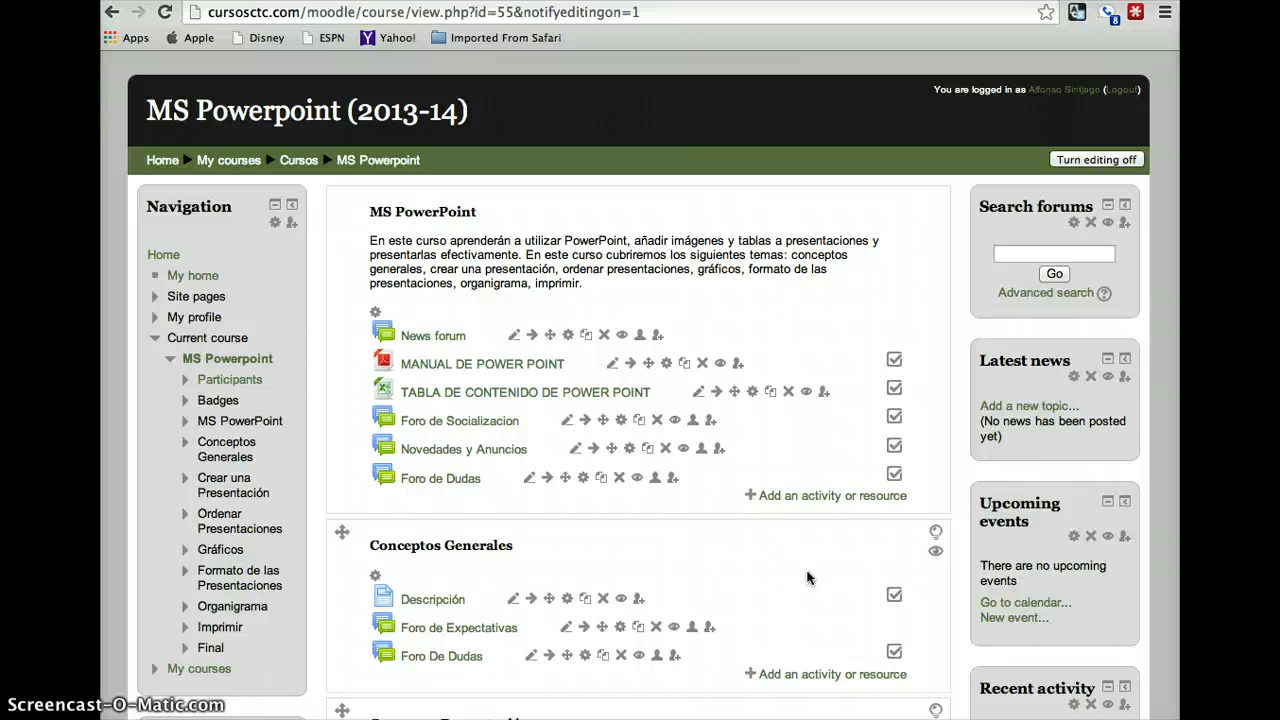 cursosctc.com/moodle/course/view.php?id=55&notifyeditingon=1
8
Apps Apple Disney ESPN Yahoo! Imported From Safari
You are logged in as Alfonso Sintjago (Logout)
MS Powerpoint (2013-14)
Home My courses Cursos MS Powerpoint
Turn editing off
Navigation
Home
My home
Site pages
My profile
Current course
MS Powerpoint
Participants
Badges
MS PowerPoint
Conceptos
Generales
Crear una
Presentación
Ordenar
Presentaciones
Gráficos
Formato de las
Presentaciones
Organigrama
Imprimir
Final
My courses
MS PowerPoint
En este curso aprenderán a utilizar PowerPoint, añadir imágenes y tablas a presentaciones y
presentarlas efectivamente. En este curso cubriremos los siguientes temas: conceptos
generales, crear una presentación, ordenar presentaciones, gráficos, formato de las
presentaciones, organigrama, imprimir.
News forum
MANUAL DE POWER POINT
TABLA DE CONTENIDO DE POWER POINT
Foro de Socializacion
Novedades y Anuncios
Foro de Dudas
Add an activity or resource
Conceptos Generales
Descripción
Foro de Expectativas
Foro De Dudas
Add an activity or resource
Search forums
Go
Advanced search
Latest news
Add a new topic...
(No news has been posted
yet)
Upcoming
events
There are no upcoming
events
Go to calendar...
New event...
Recent activity
Screencast-O-Matic.com